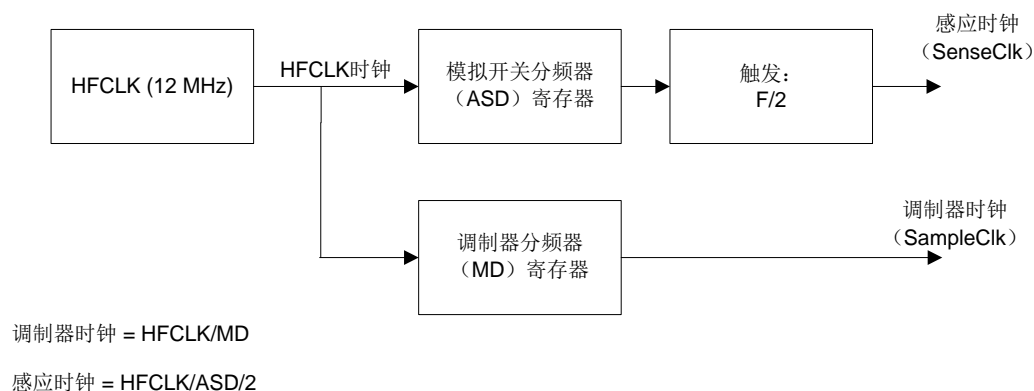 感应时钟
（SenseClk）
HFCLK (12 MHz)
HFCLK时钟
模拟开关分频器
（ASD）寄存器
触发：
F/2
调制器时钟
（SampleClk）
调制器分频器
（MD）寄存器
调制器时钟 = HFCLK/MD
感应时钟 = HFCLK/ASD/2